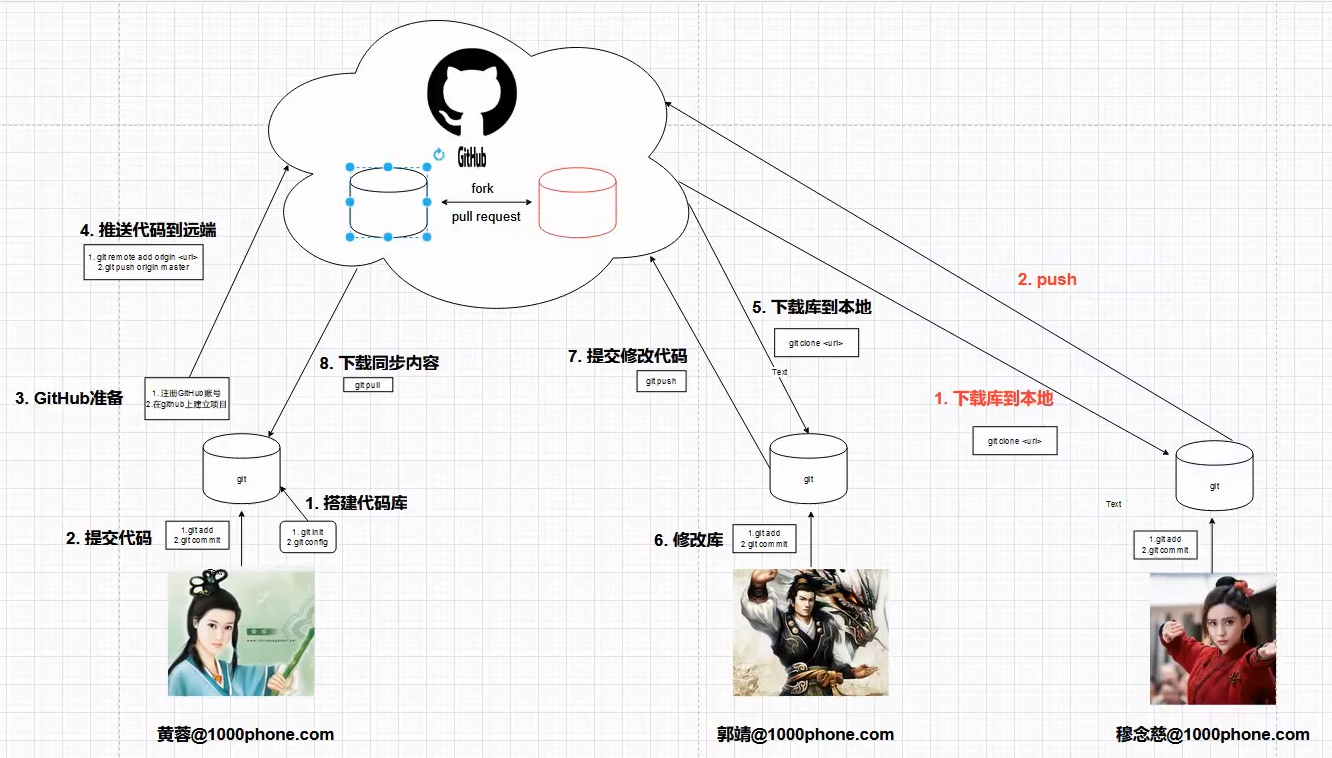 GitHub
fork
pull request
4. 推送代码到远端
1. git remote add origin <url>
2.git push origin master
2. push
5. 下载库到本地
git clone <url>
7. 提交修改代码
git push
8. 下载同步内容
git pull
Text
3. GitHub准备
1. 注册GitHub账号
2.在github上建立项目
1. 下载库到本地
git clone <url>
git
git
git
1. 搭建代码库
1. git init
2.git config
Text
2. 提交代码
1.git add
2.git commit
6. 修改库
1.git add
2.git commit
1.git add
2.git commit
黄蓉@1000phone.com
郭靖@1000phone.com
穆念慈@1000phone.com